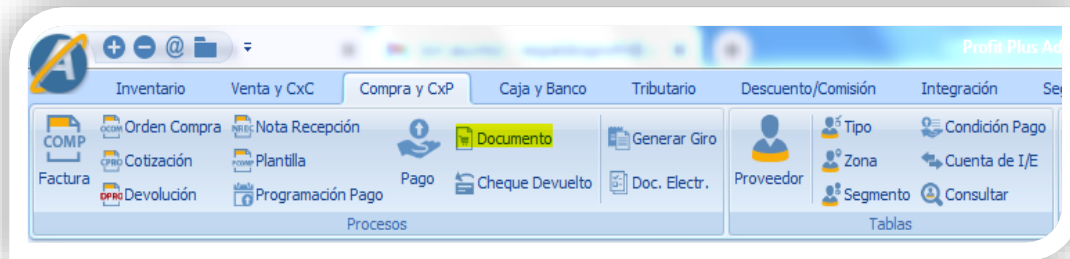 Profit Plus Ad
Inventario Venta y CxC Compra y CxP Caja y Banco Tributario Descuento/Comisión Integración Se
COMP OCOM Orden Compra NREC Nota Recepción Documento Generar Giro Tipo Condición Pago
CPRO Cotización PCOM Plantilla Zona Cuenta de I/E
Factura DPRO Devolución Programación Pago Pago Cheque Devuelto Doc. Electr. Proveedor Segmento Consultar
Procesos Tablas